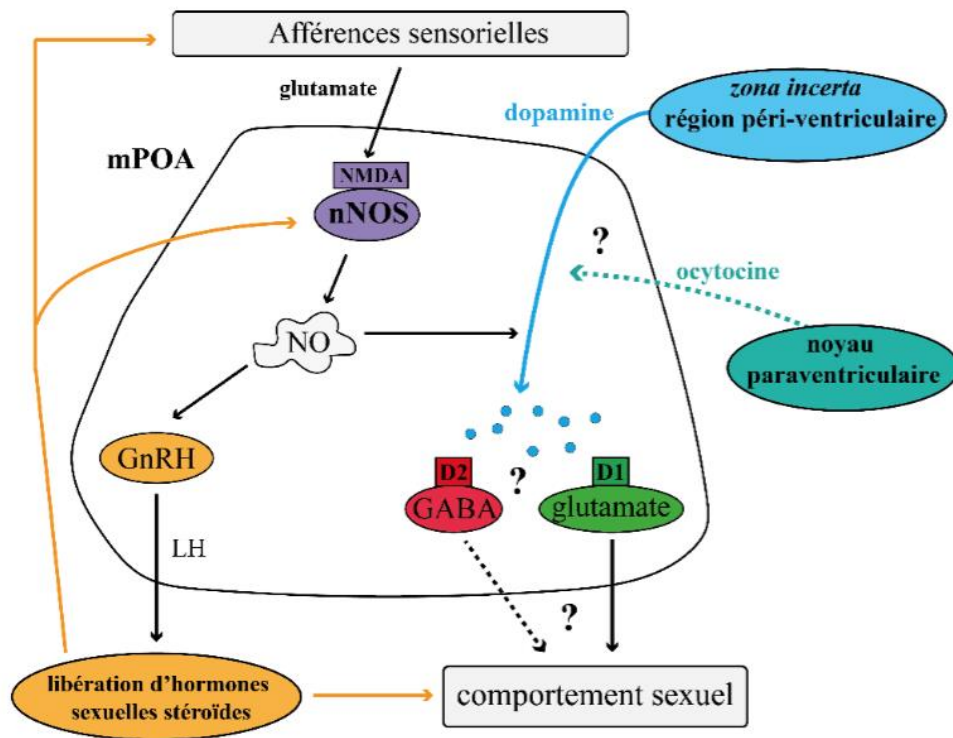 Afférences sensorielles
glutamate
dopamine
zona incerta
région péri-ventriculaire
mPOA
NMDA
nNOS
?
ocytocine
NO
noyau
paraventriculaire
GnRH
D2
?
D1
GABA
glutamate
LH
?
libération d'hormones
sexuelles stéroïdes
comportement sexuel